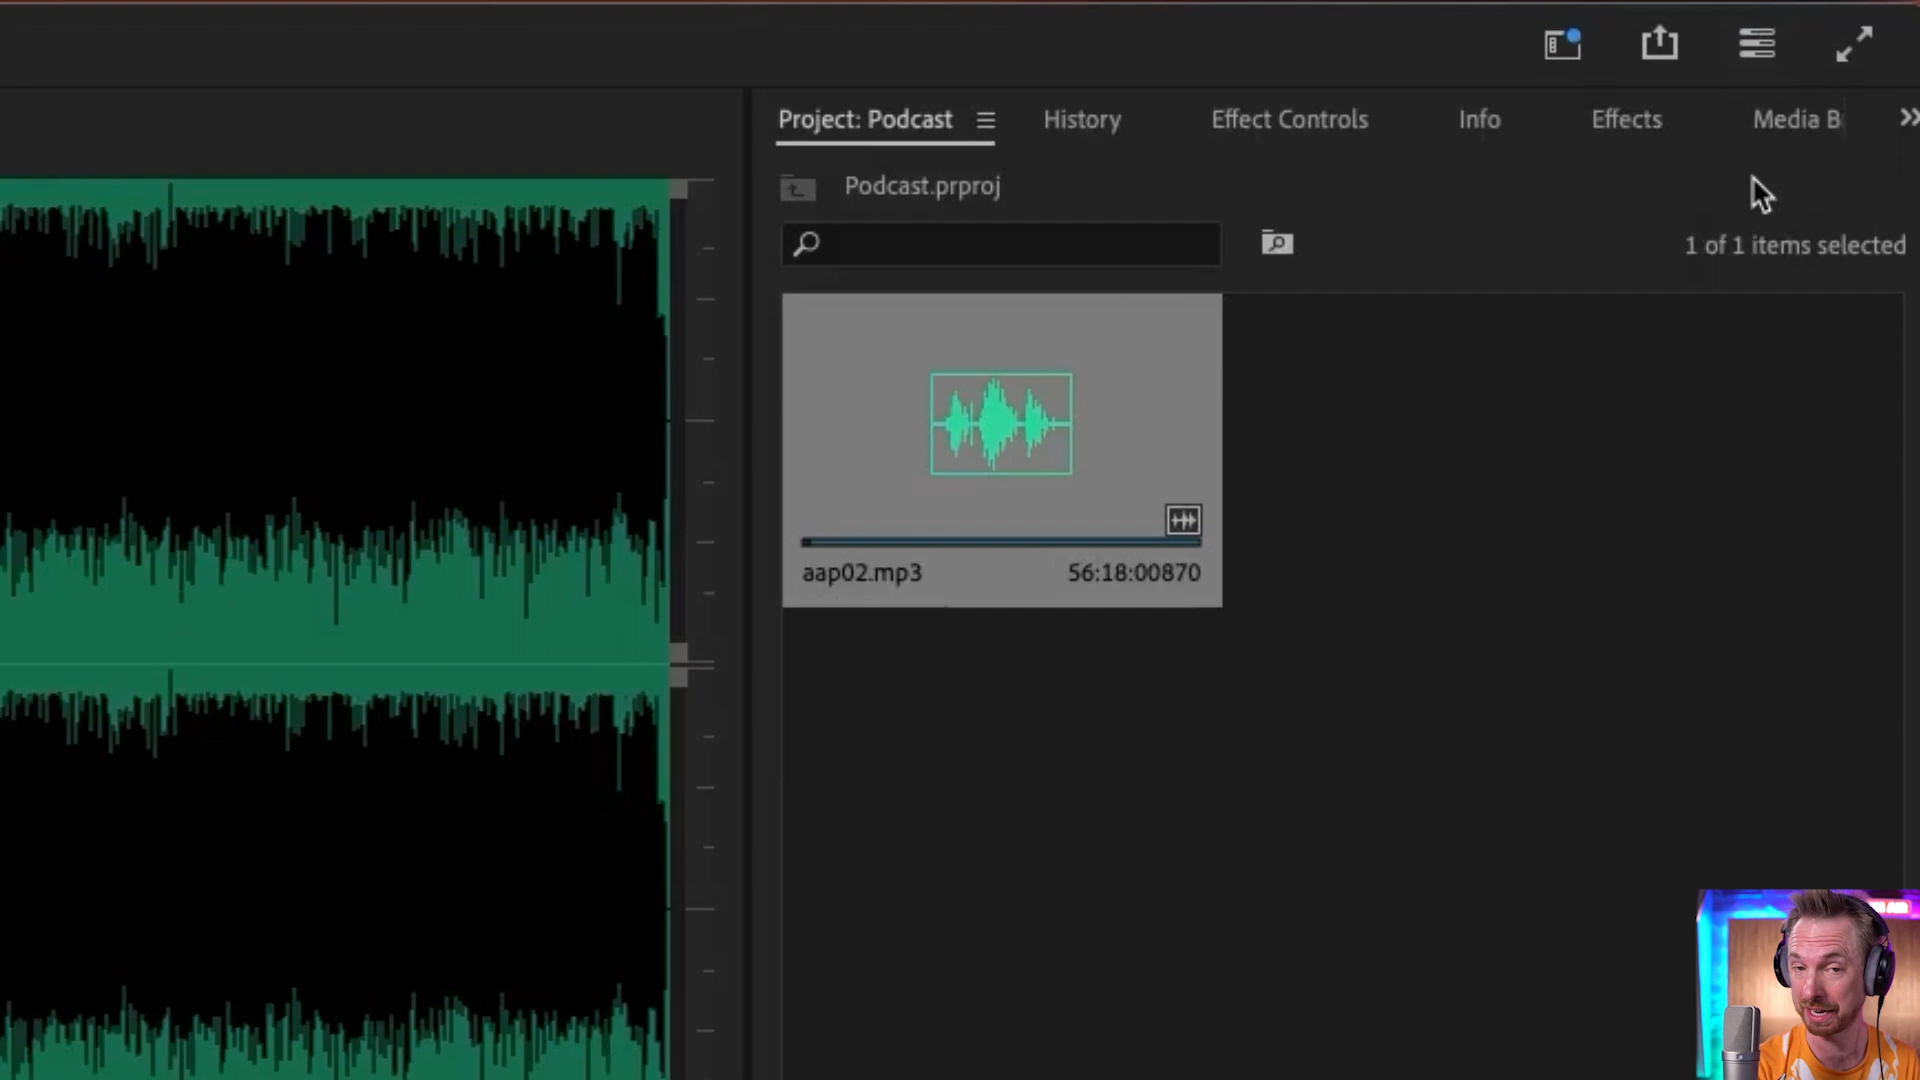 Project: Podcast
History
Effect Controls
Info
Effects
Media B
Podcast.prproj
1 of 1 items selected
aap02.mp3
56:18:00870
AIR